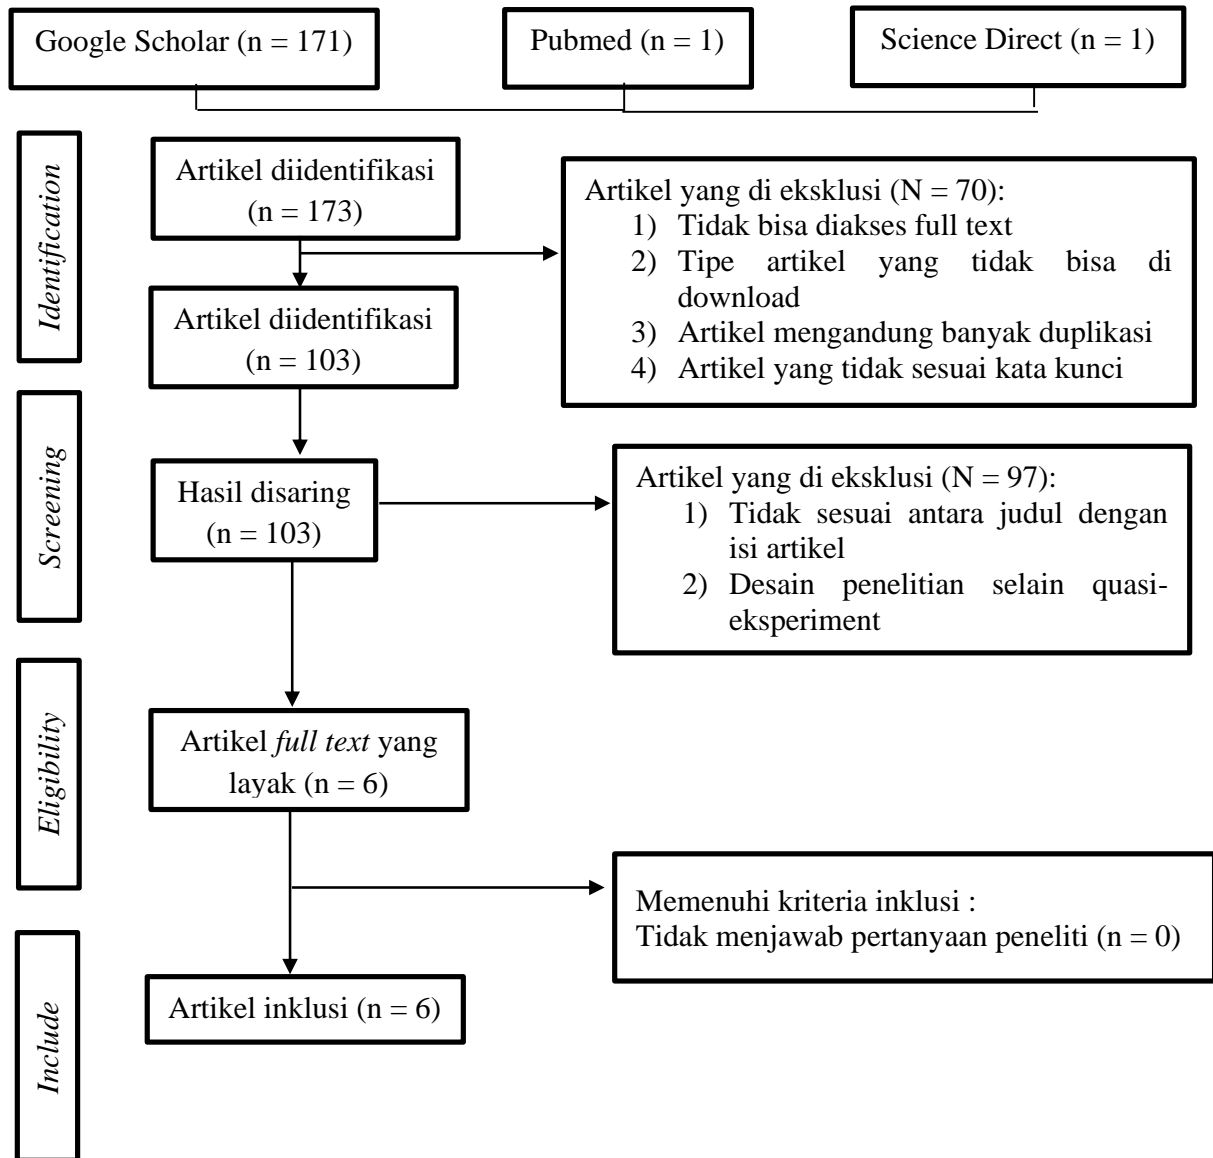 Google Scholar (n = 171)
Pubmed (n = 1)
Science Direct (n = 1)
Identification
Artikel diidentifikasi
(n = 173)
Artikel yang di eksklusi (N = 70):
1) Tidak bisa diakses full text
2) Tipe artikel yang tidak bisa di
download
3) Artikel mengandung banyak duplikasi
4) Artikel yang tidak sesuai kata kunci
Artikel diidentifikasi
(n = 103)
Screening
Hasil disaring
(n = 103)
Artikel yang di eksklusi (N = 97):
1) Tidak sesuai antara judul dengan
isi artikel
2) Desain penelitian selain quasi-
eksperiment
Eligibility
Artikel full text yang
layak (n = 6)
Memenuhi kriteria inklusi :
Tidak menjawab pertanyaan peneliti (n = 0)
Include
Artikel inklusi (n = 6)